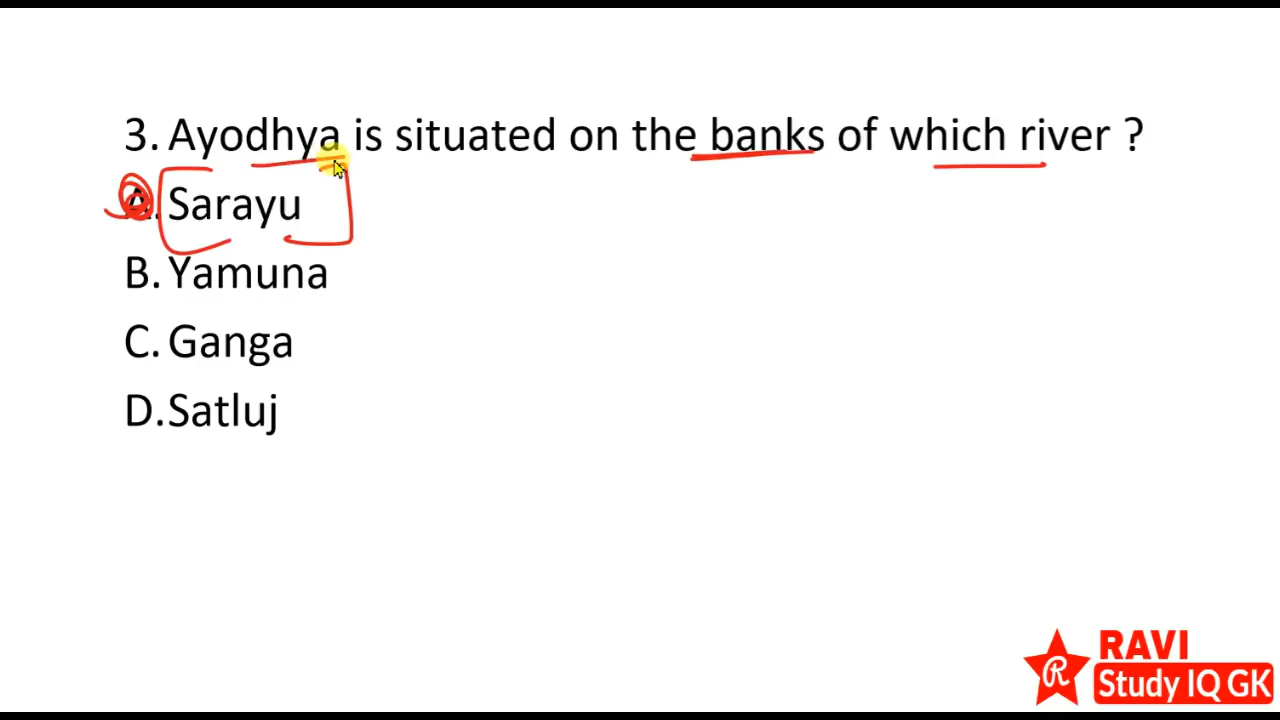 3. Ayodhya is situated on the banks of which river ?
A. Sarayu
B. Yamuna
C. Ganga
D. Satluj
R
RAVI
Study IQ GK